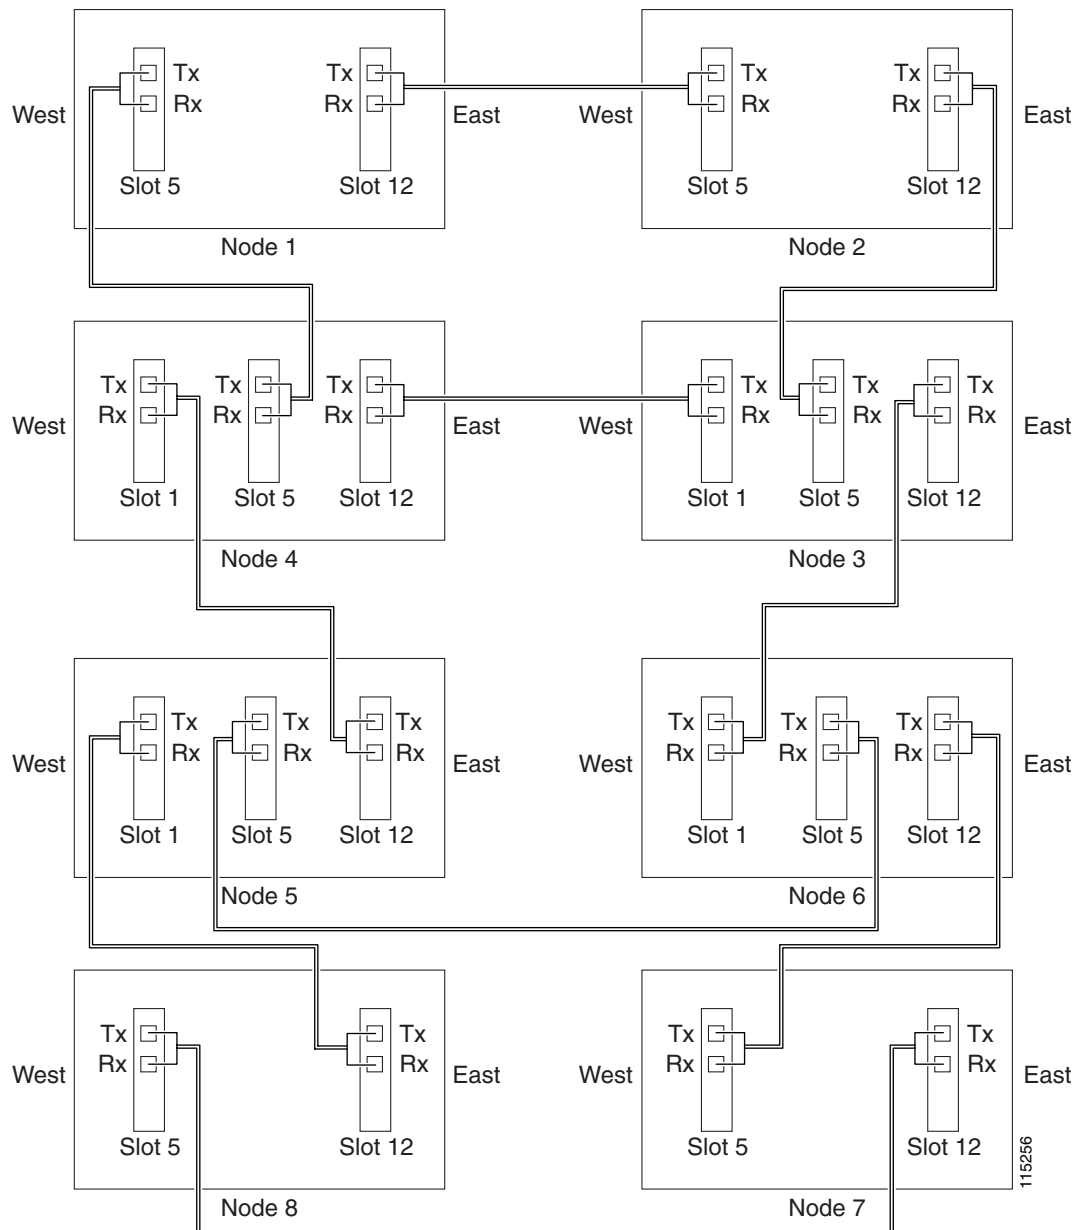 Tx Tx Tx Tx
Rx Rx Rx Rx
West East West East
Slot 5 Slot 12 Slot 5 Slot 12
Node 1 Node 2
Tx Tx Tx Tx Tx Tx
Rx Rx Rx Rx Rx Rx
West East West East
Slot 1 Slot 5 Slot 12 Slot 1 Slot 5 Slot 12
Node 4 Node 3
Tx Tx Tx Tx Tx Tx
Rx Rx Rx Rx Rx Rx
West East West East
Slot 1 Slot 5 Slot 12 Slot 1 Slot 5 Slot 12
Node 5 Node 6
Tx Tx Tx Tx
Rx Rx Rx Rx
West East West East
Slot 5 Slot 12 Slot 5 Slot 12
115256
Node 8 Node 7